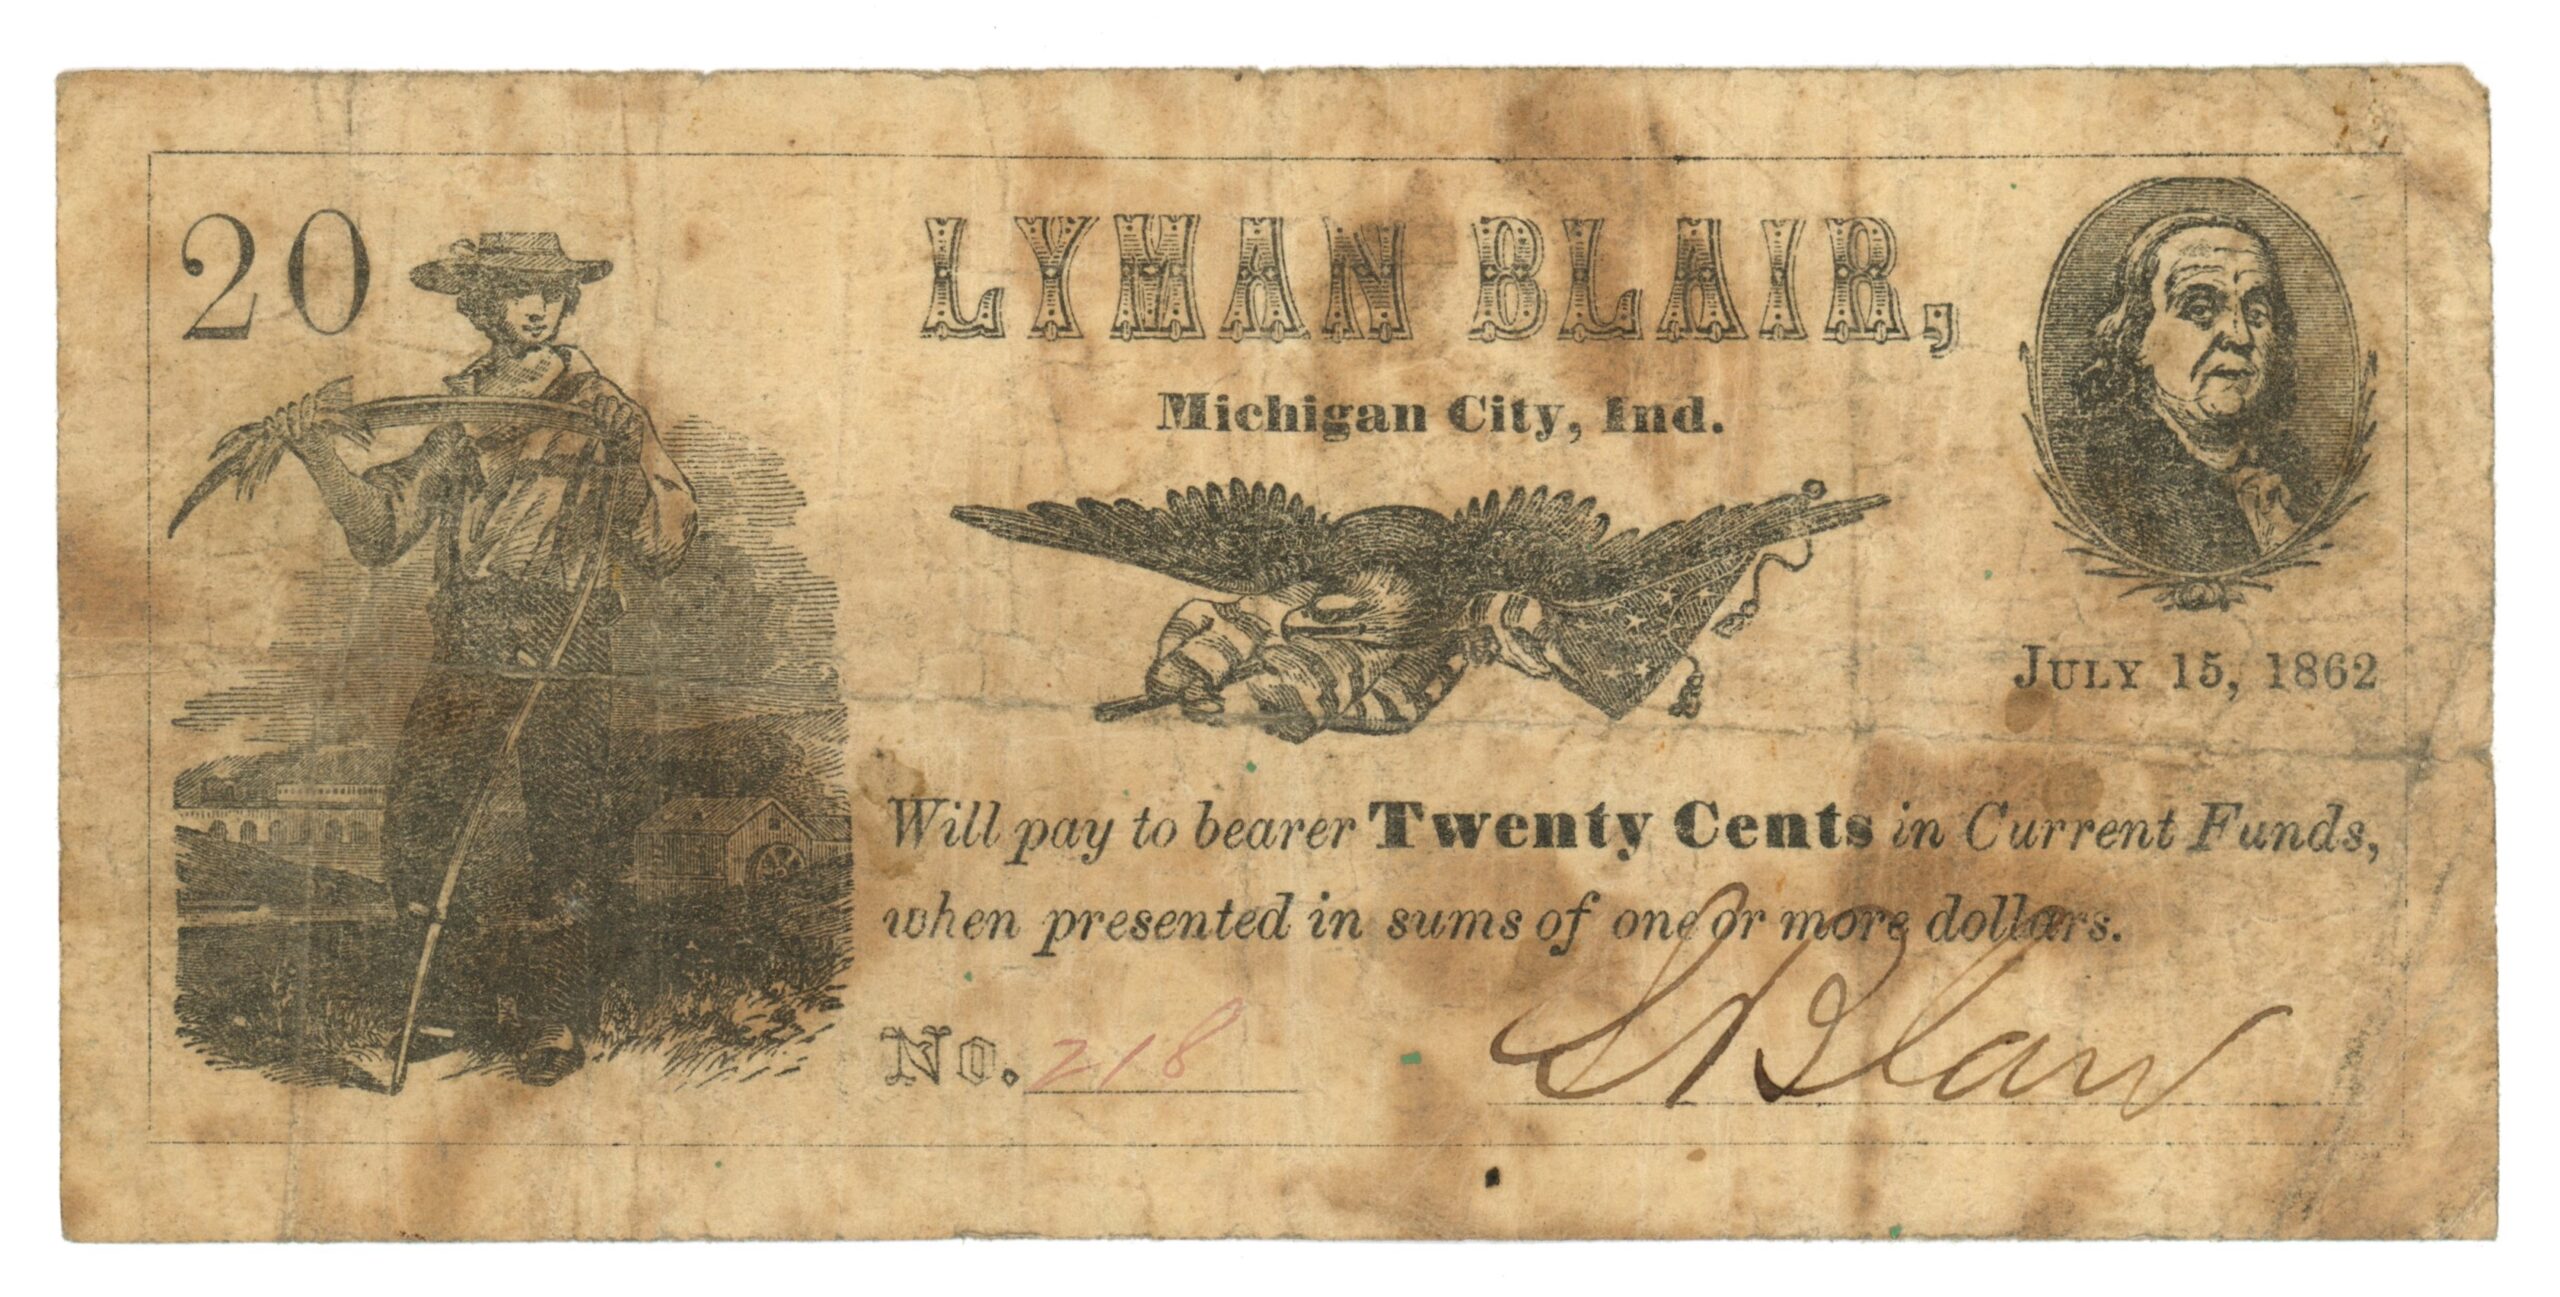 20
LYMAN BLAIR,
Michigan City, Ind.
JULY 15, 1862
Will pay to bearer Twenty Cents in Current Funds,
when presented in sums of one or more dollars.
No. 218
L Blair